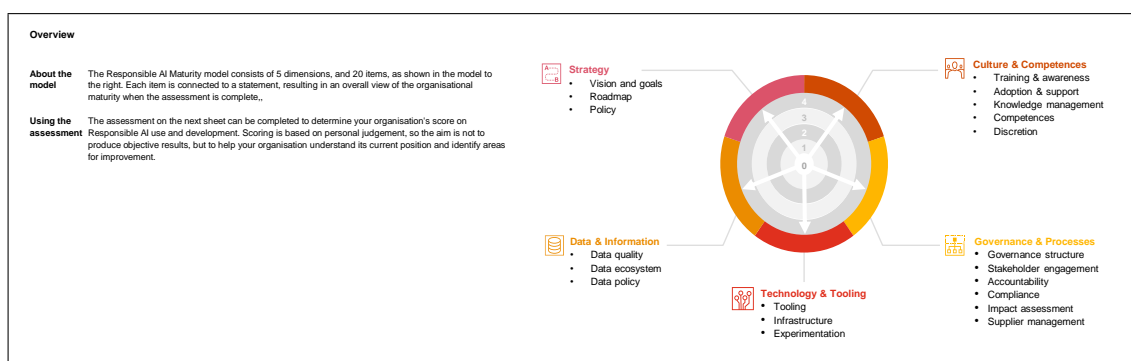 Overview
About the
model
The Responsible AI Maturity model consists of 5 dimensions, and 20 items, as shown in the model to
the right. Each item is connected to a statement, resulting in an overall view of the organisational
maturity when the assessment is complete,,
Using the
assessment
The assessment on the next sheet can be completed to determine your organisation's score on
Responsible AI use and development. Scoring is based on personal judgement, so the aim is not to
produce objective results, but to help your organisation understand its current position and identify areas
for improvement.
A
B
Strategy
• Vision and goals
• Roadmap
• Policy
4
3
2
1
0
Culture & Competences
• Training & awareness
• Adoption & support
• Knowledge management
• Competences
• Discretion
Data & Information
• Data quality
• Data ecosystem
• Data policy
Technology & Tooling
• Tooling
• Infrastructure
• Experimentation
Governance & Processes
• Governance structure
• Stakeholder engagement
• Accountability
• Compliance
• Impact assessment
• Supplier management